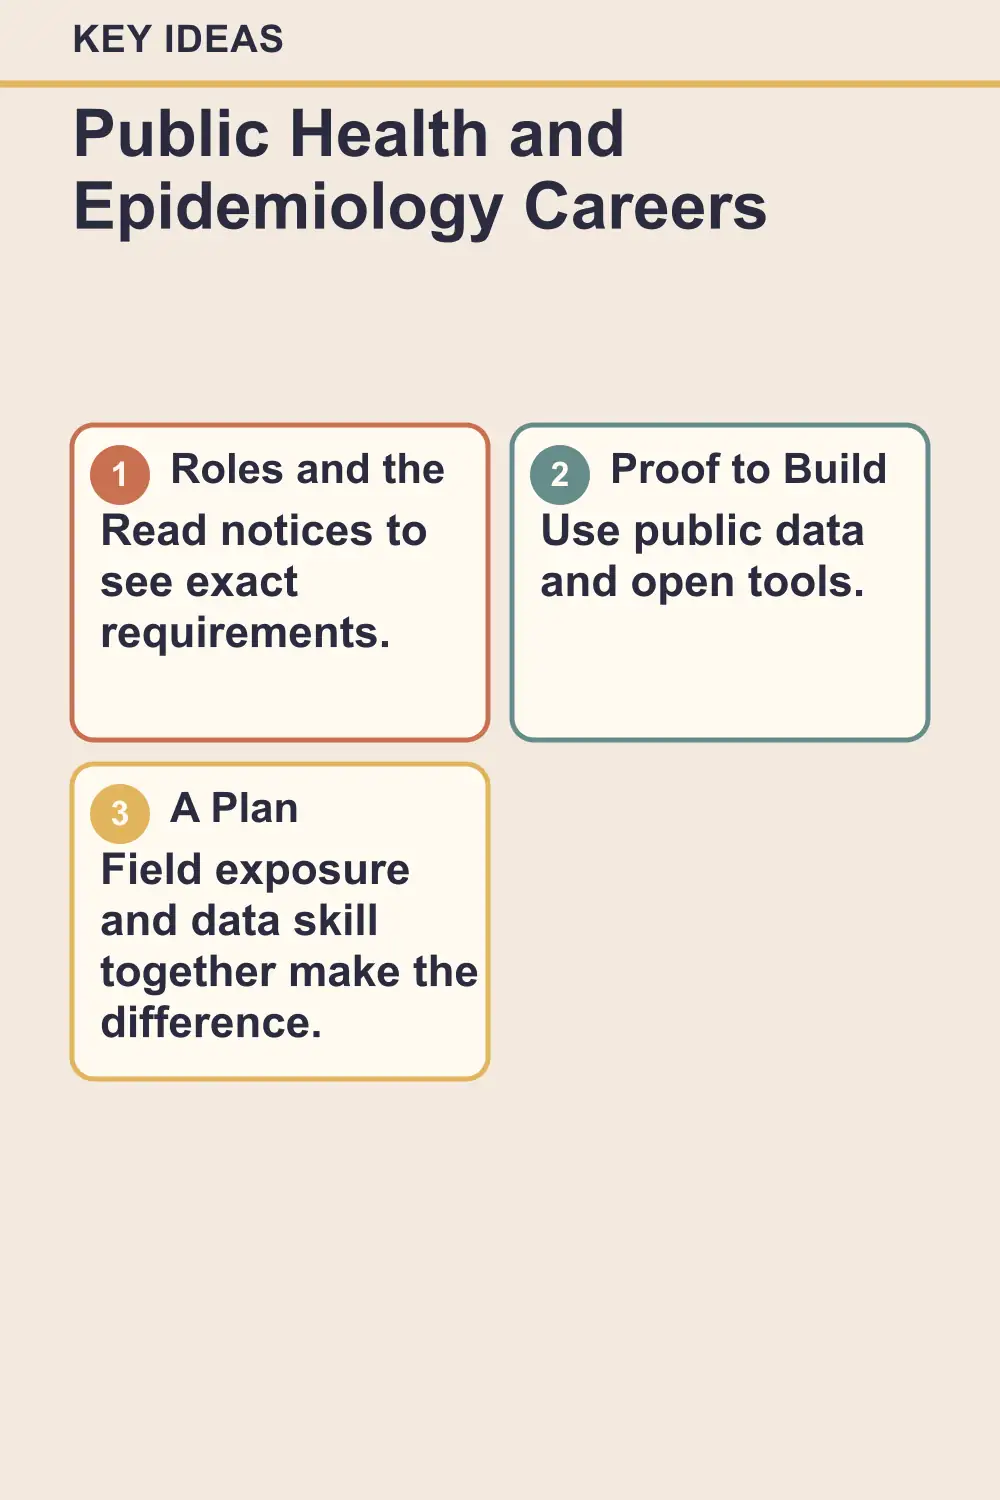 KEY IDEAS
Public Health and
Epidemiology Careers
1 Roles and the
Read notices to
see exact
requirements.
2 Proof to Build
Use public data
and open tools.
3 A Plan
Field exposure
and data skill
together make the
difference.